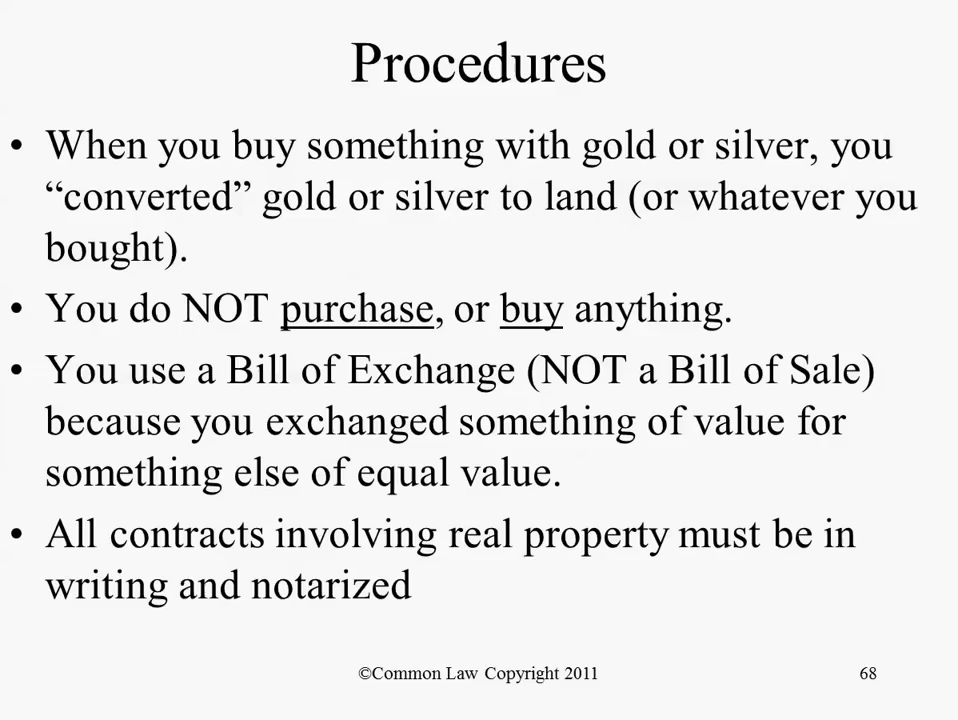 Procedures
• When you buy something with gold or silver, you
“converted” gold or silver to land (or whatever you
bought).
• You do NOT purchase, or buy anything.
• You use a Bill of Exchange (NOT a Bill of Sale)
because you exchanged something of value for
something else of equal value.
• All contracts involving real property must be in
writing and notarized
©Common Law Copyright 2011
68